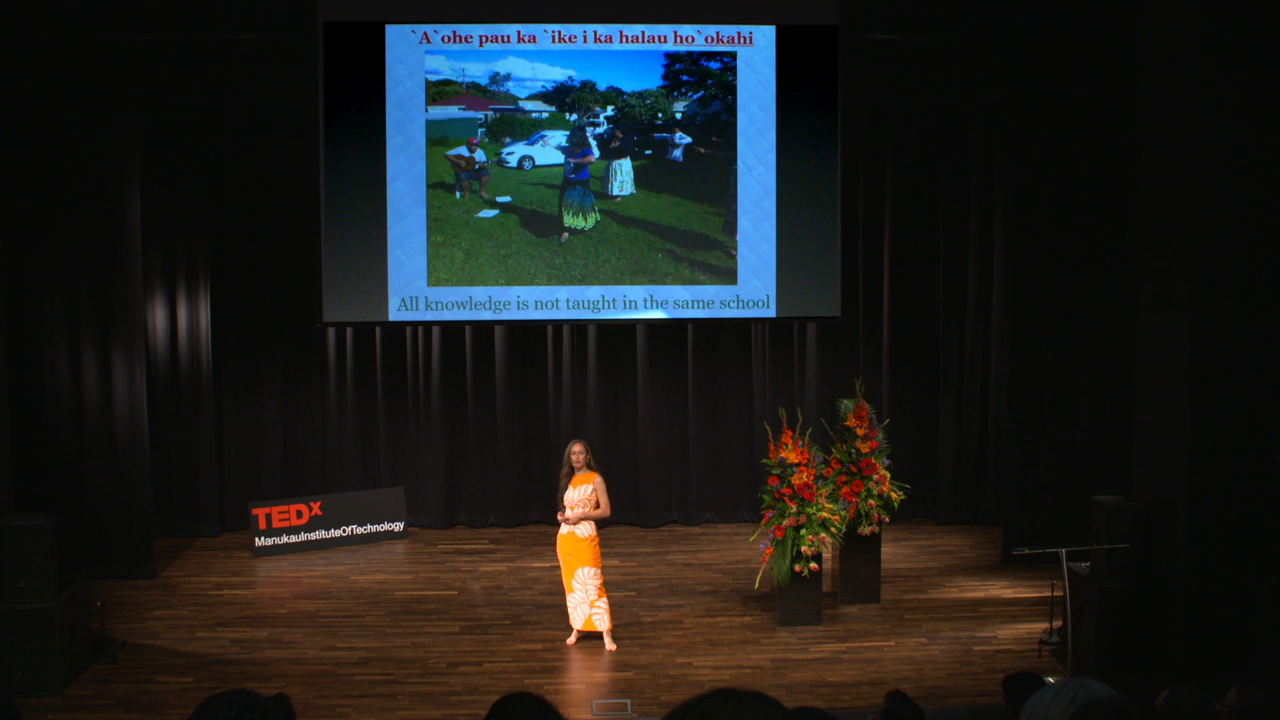 `A`ohe pau ka `ike i ka halau ho`okahi
All knowledge is not taught in the same school
TEDx
ManukauInstituteOfTechnology